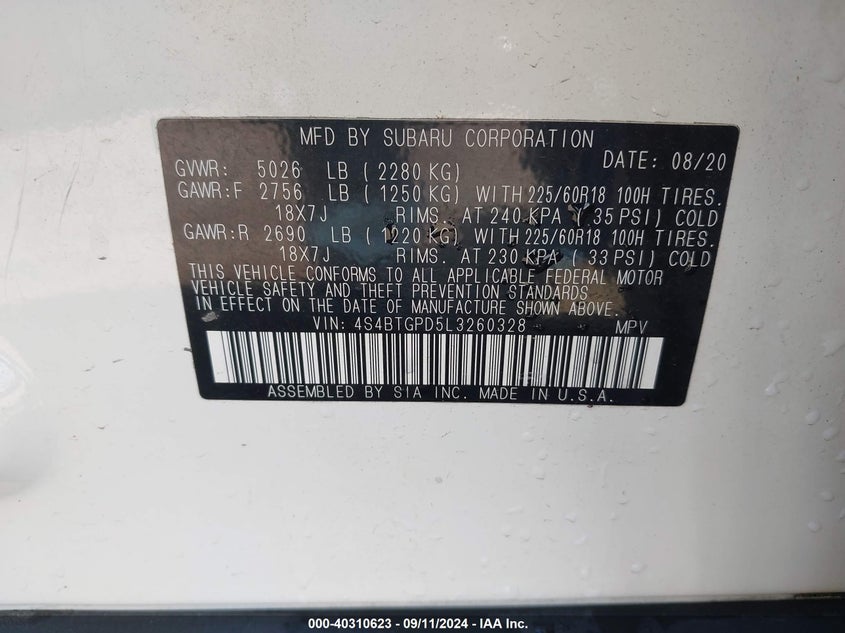 MFD BY SUBARU CORPORATION
DATE: 08/20
GVWR: 5026 LB (2280 KG)
GAWR:F 2756 LB (1250 KG) WITH 225/60R18 100H TIRES.
18X7J RIMS. AT 240 KPA (35 PSI) COLD
GAWR:R 2690 LB (1220 KG) WITH 225/60R18 100H TIRES.
18X7J RIMS. AT 230 KPA (33 PSI) COLD
THIS VEHICLE CONFORMS TO ALL APPLICABLE FEDERAL MOTOR
VEHICLE SAFETY AND THEFT PREVENTION STANDARDS
IN EFFECT ON THE DATE OF MANUFACTURE SHOWN ABOVE.
VIN: 4S4BTGPD5L3260328 MPV
ASSEMBLED BY SIA INC. MADE IN U.S.A.
000-40310623 - 09/11/2024 - IAA Inc.